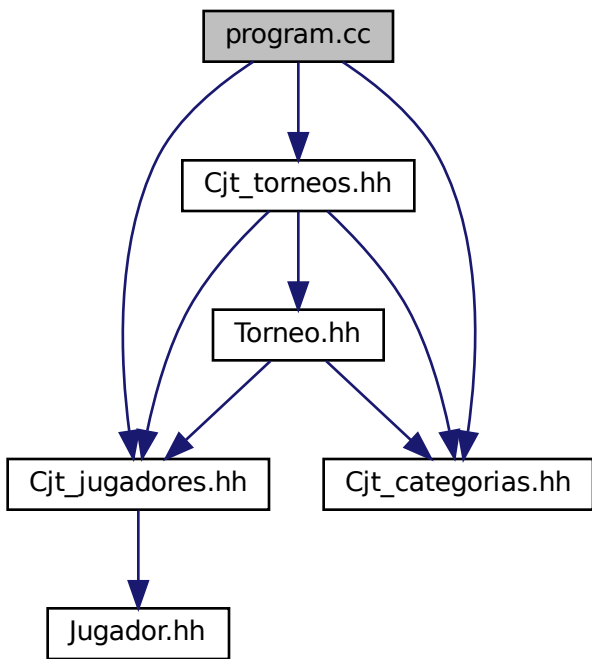 program.cc
Cjt_torneos.hh
Torneo.hh
Cjt_jugadores.hh
Cjt_categorias.hh
Jugador.hh